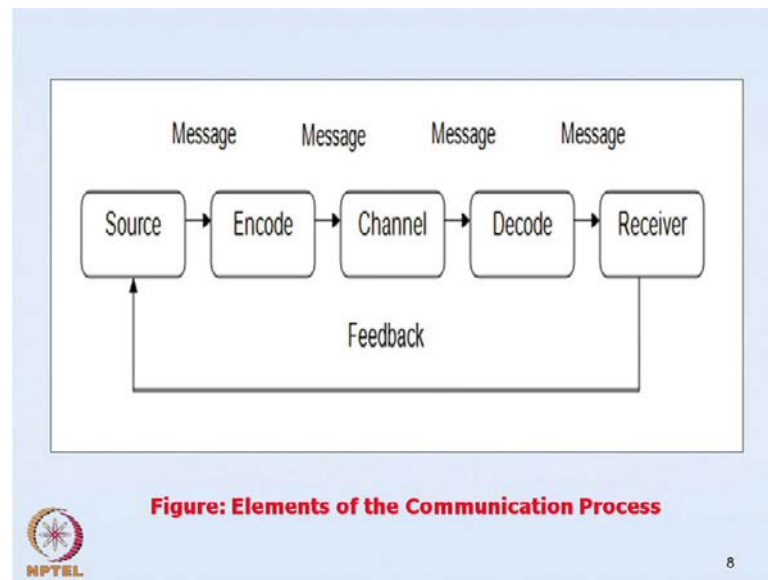 Message Message Message Message
Source Encode Channel Decode Receiver
Feedback
Figure: Elements of the Communication Process
NPTEL
8